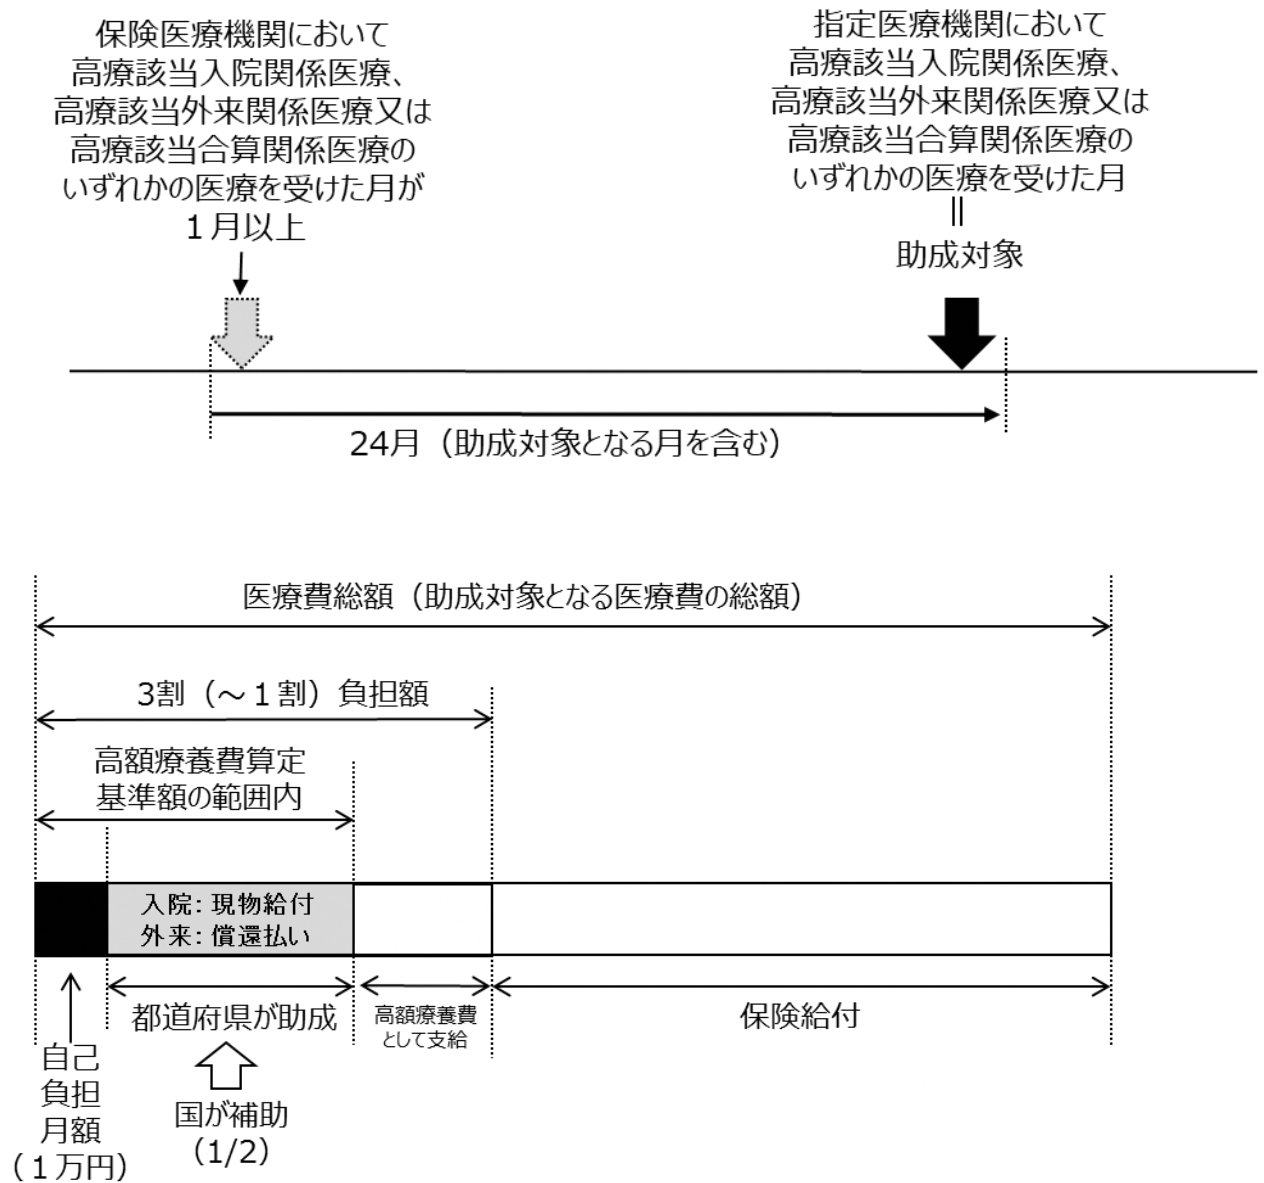 保険医療機関において
高療該当入院関係医療、
高療該当外来関係医療又は
高療該当合算関係医療の
いずれかの医療を受けた月が
１月以上
指定医療機関において
高療該当入院関係医療、
高療該当外来関係医療又は
高療該当合算関係医療の
いずれかの医療を受けた月
||
助成対象
24月（助成対象となる月を含む）
医療費総額（助成対象となる医療費の総額）
3割（～１割）負担額
高額療養費算定
基準額の範囲内
入院：現物給付
外来：償還払い
都道府県が助成
高額療養費
として支給
保険給付
自己
負担
月額
（１万円）
国が補助
（1/2）